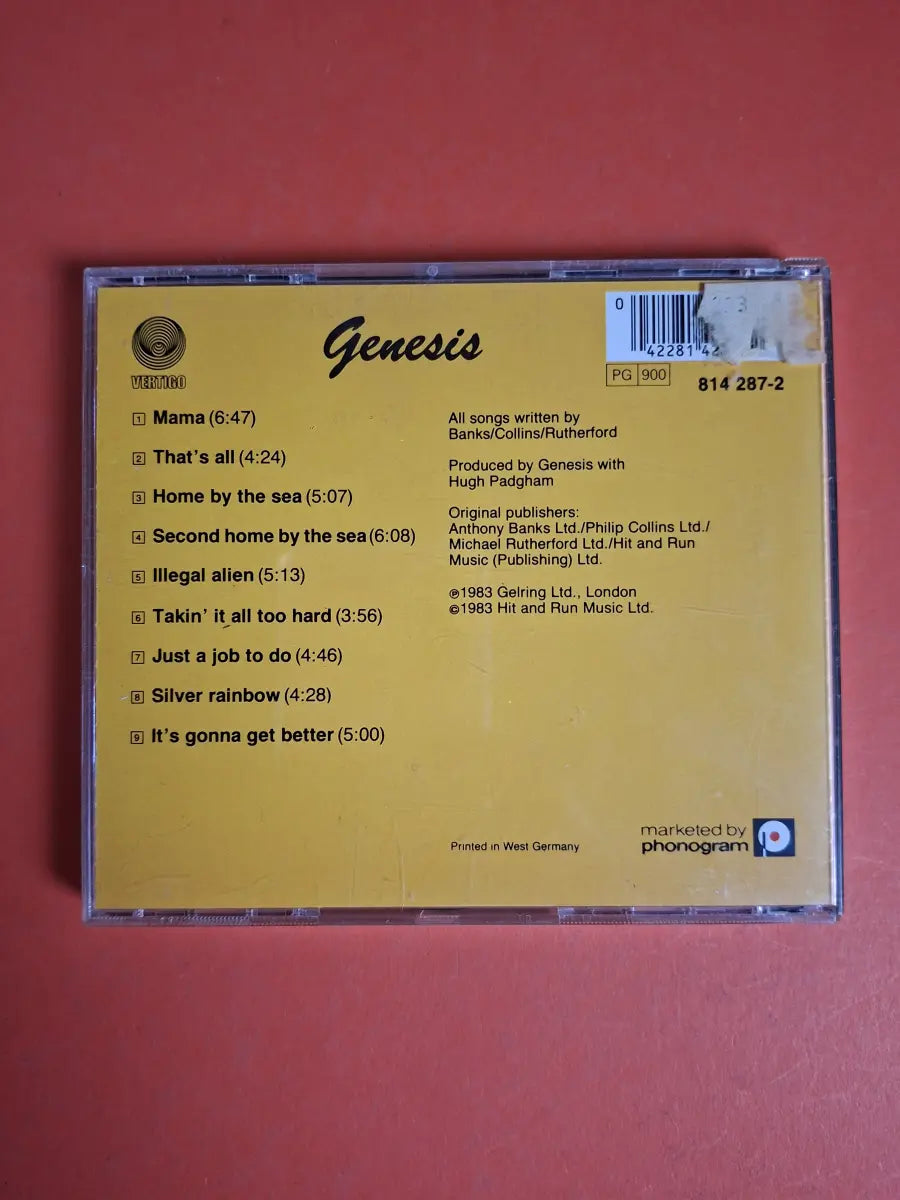 Genesis
VERTIGO
0
42281 42
3
PG 900
814 287-2
1 Mama (6:47)
2 That's all (4:24)
3 Home by the sea (5:07)
4 Second home by the sea (6:08)
5 Illegal alien (5:13)
6 Takin' it all too hard (3:56)
7 Just a job to do (4:46)
8 Silver rainbow (4:28)
9 It's gonna get better (5:00)
All songs written by
Banks/Collins/Rutherford
Produced by Genesis with
Hugh Padgham
Original publishers:
Anthony Banks Ltd./Philip Collins Ltd./
Michael Rutherford Ltd./Hit and Run
Music (Publishing) Ltd.
℗1983 Gelring Ltd., London
©1983 Hit and Run Music Ltd.
Printed in West Germany
marketed by
phonogram